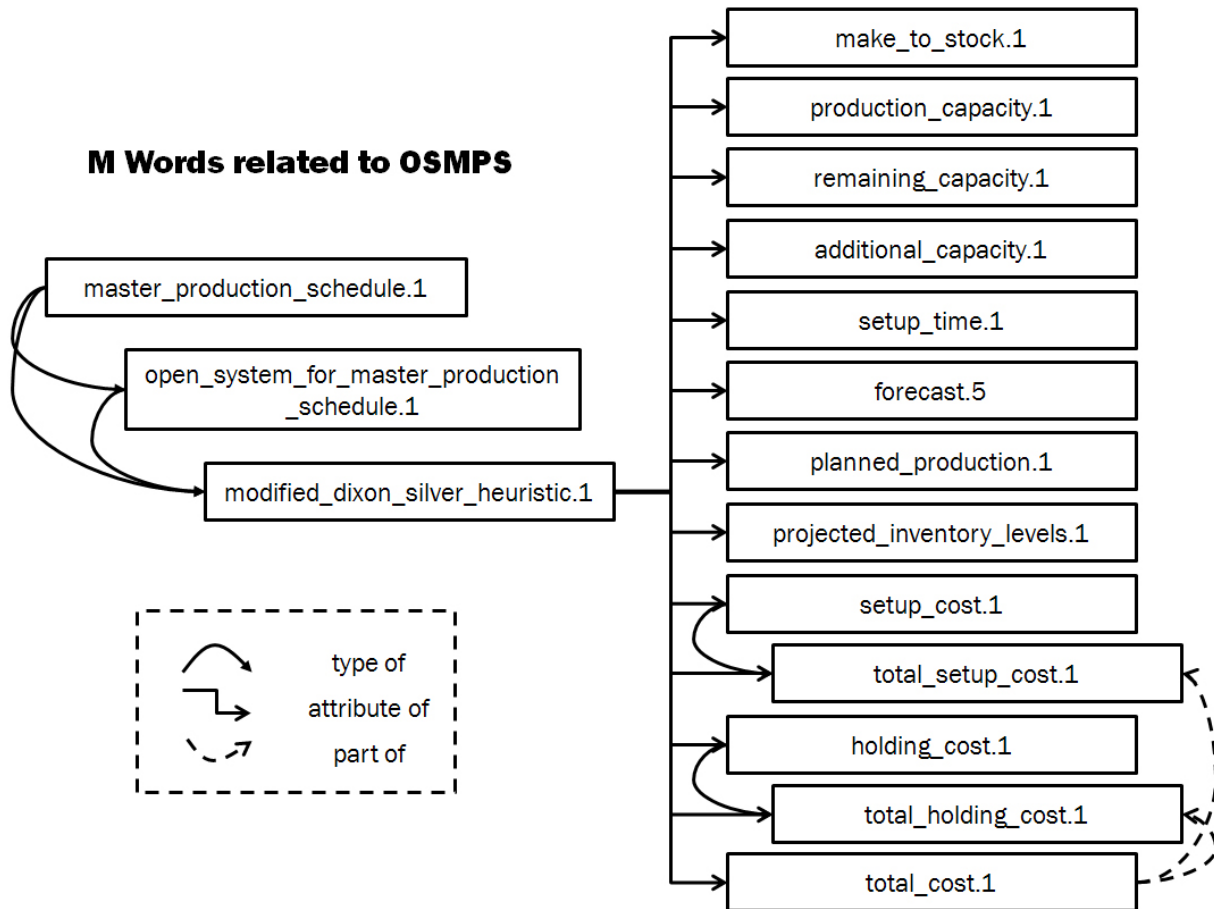 M Words related to OSMPS
master_production_schedule.1
open_system_for_master_production
_schedule.1
modified_dixon_silver_heuristic.1
type of
attribute of
part of
make_to_stock.1
production_capacity.1
remaining_capacity.1
additional_capacity.1
setup_time.1
forecast.5
planned_production.1
projected_inventory_levels.1
setup_cost.1
total_setup_cost.1
holding_cost.1
total_holding_cost.1
total_cost.1